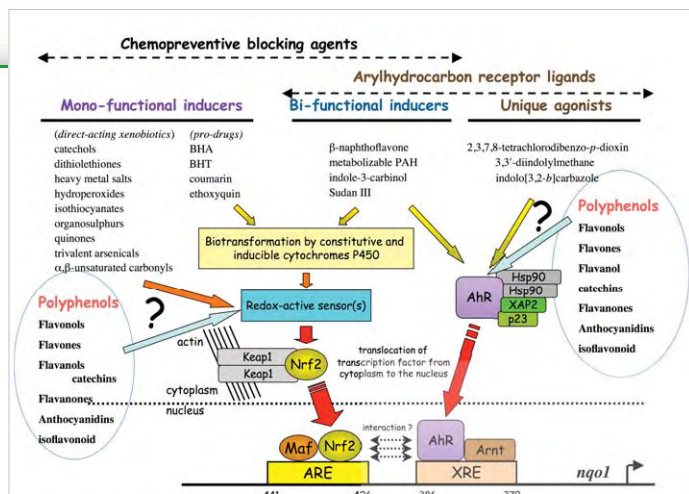 Chemopreventive blocking agents
Arylhydrocarbon receptor ligands
Mono-functional inducers
Bi-functional inducers
Unique agonists
(direct-acting xenobiotics)
catechols
dithiolethiones
heavy metal salts
hydroperoxides
isothiocyanates
organosulphurs
quinones
trivalent arsenicals
α,β-unsaturated carbonyls
(pro-drugs)
BHA
BHT
coumarin
ethoxyquin
β-naphthoflavone
metabolizable PAH
indole-3-carbinol
Sudan III
2,3,7,8-tetrachlorodibenzo-p-dioxin
3,3'-diindolylmethane
indolo[3,2-b]carbazole
?
Polyphenols
Flavonols
Flavones
Flavanol
catechins
Flavanones
Anthocyanidins
isoflavonoid
Biotransformation by constitutive and
inducible cytochromes P450
Hsp90
Hsp90
XAP2
p23
AhR
Polyphenols
Flavonols
Flavones
Flavanols
catechins
Flavanones
Anthocyanidins
isoflavonoid
?
Redox-active sensor(s)
actin
Keap1
Keap1
Nrf2
translocation of
transcription factor from
cytoplasm to the nucleus
cytoplasm
nucleus
interaction ?
Maf
Nrf2
AhR
Arnt
ARE
XRE
nqo1